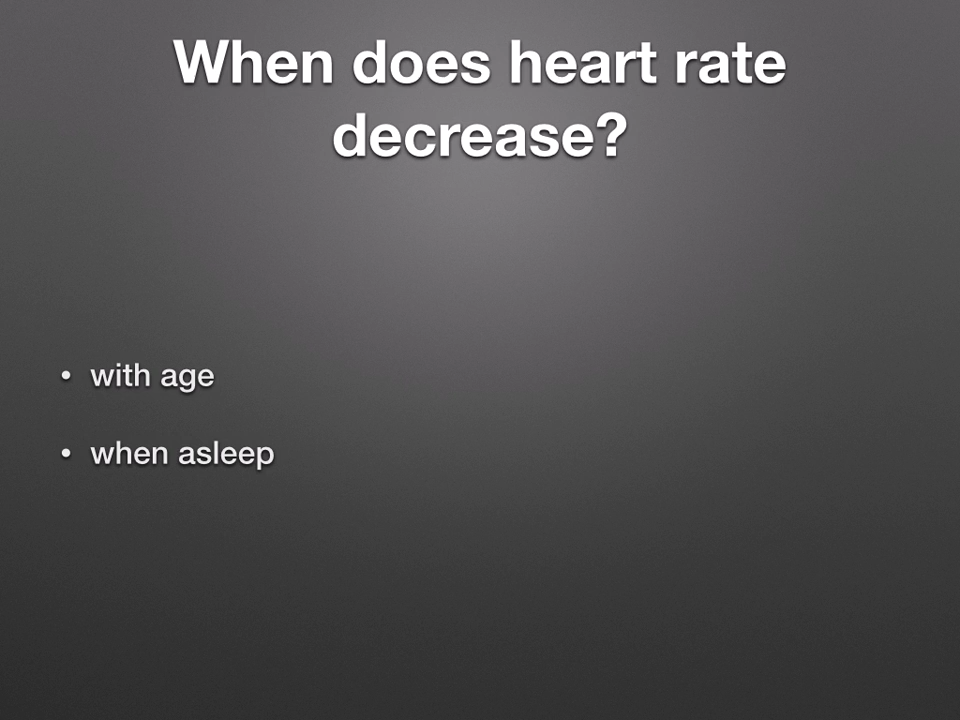 When does heart rate
decrease?
• with age
• when asleep